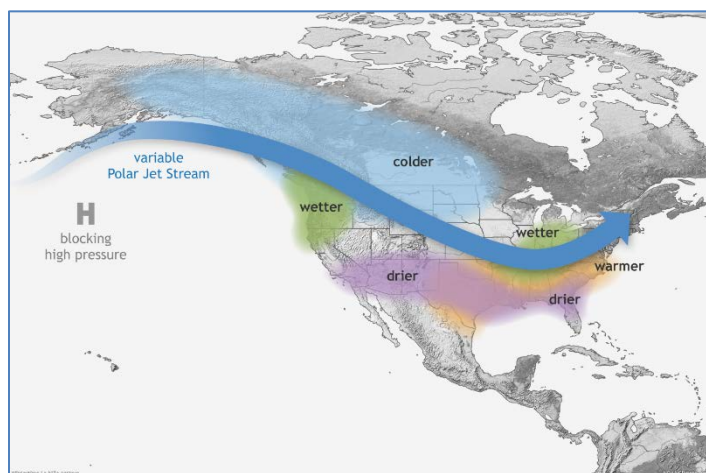 colder
variable
Polar Jet Stream
wetter
H
blocking
high pressure
wetter
warmer
drier
drier